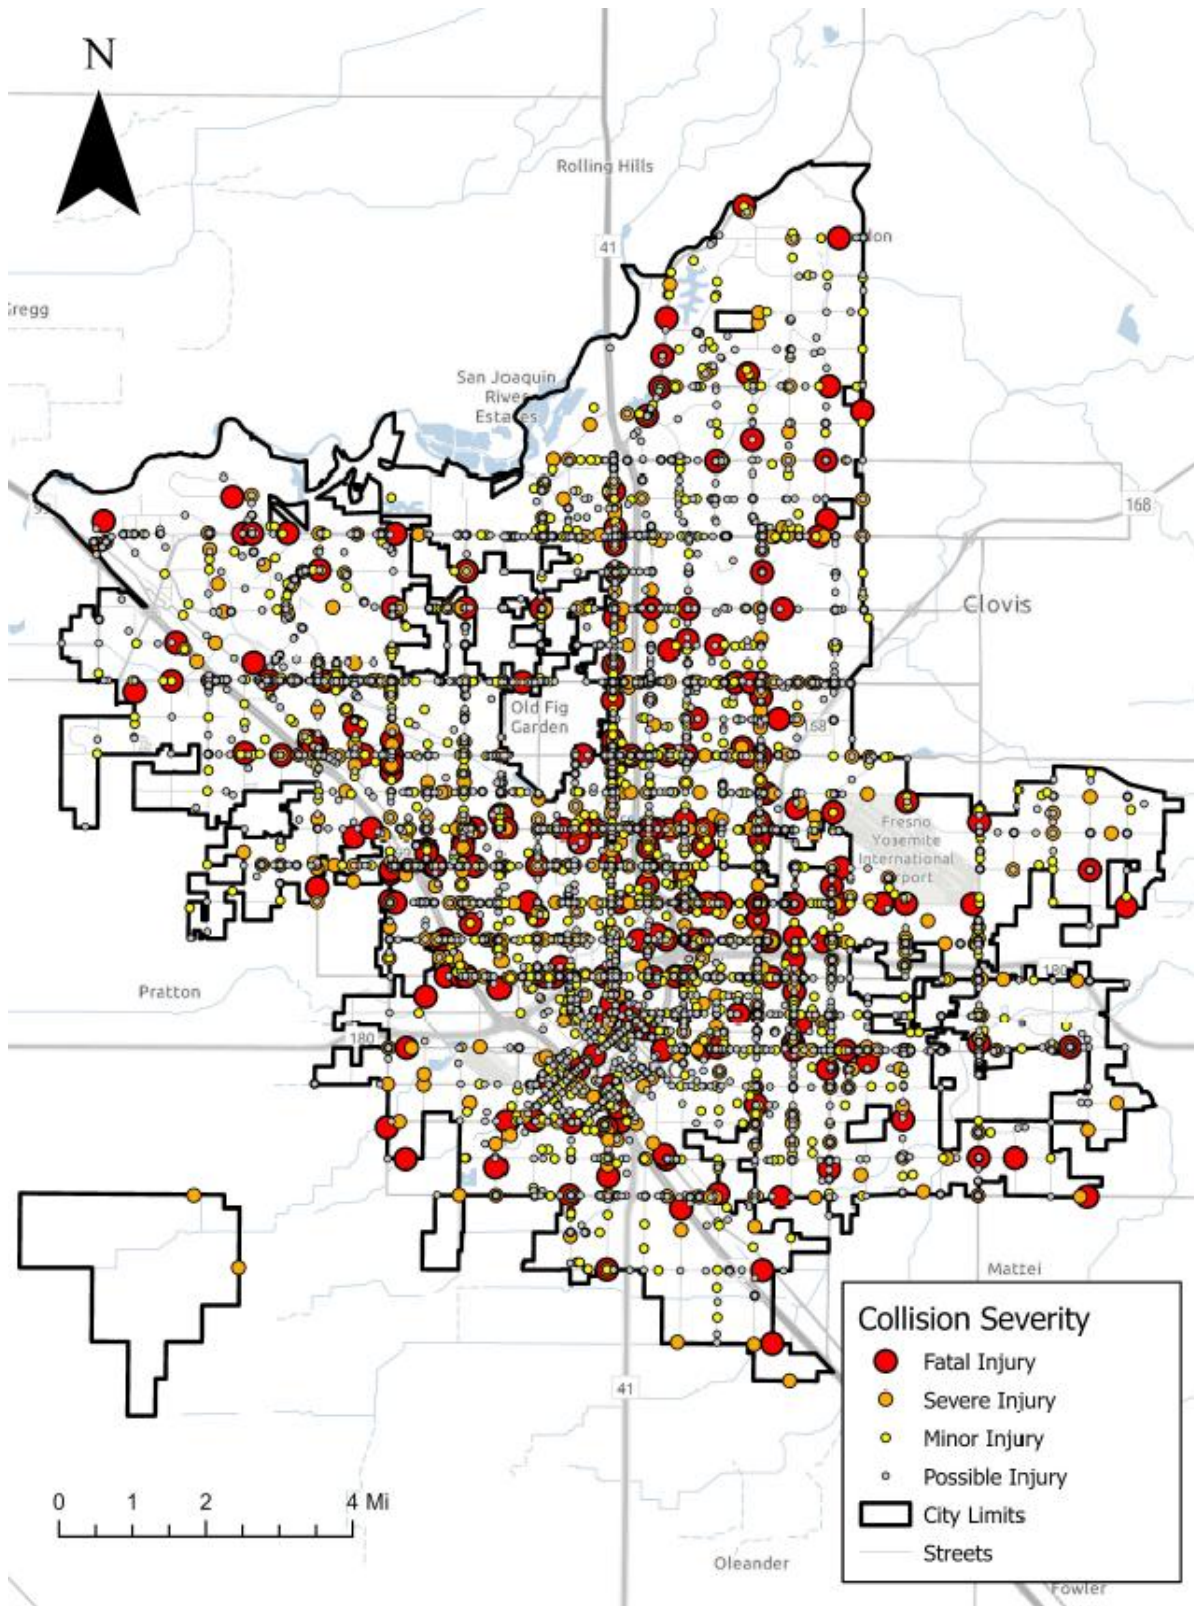 N
Rolling Hills
41
San Joaquin
River
Estates
168
Clovis
Old Fig
Garden
168
Fresno
Yosemite
International
Pratton
180
180
Mattei
41
Collision Severity
Fatal Injury
Severe Injury
Minor Injury
Possible Injury
City Limits
Streets
0 1 2 4 Mi
Oleander
Fowler